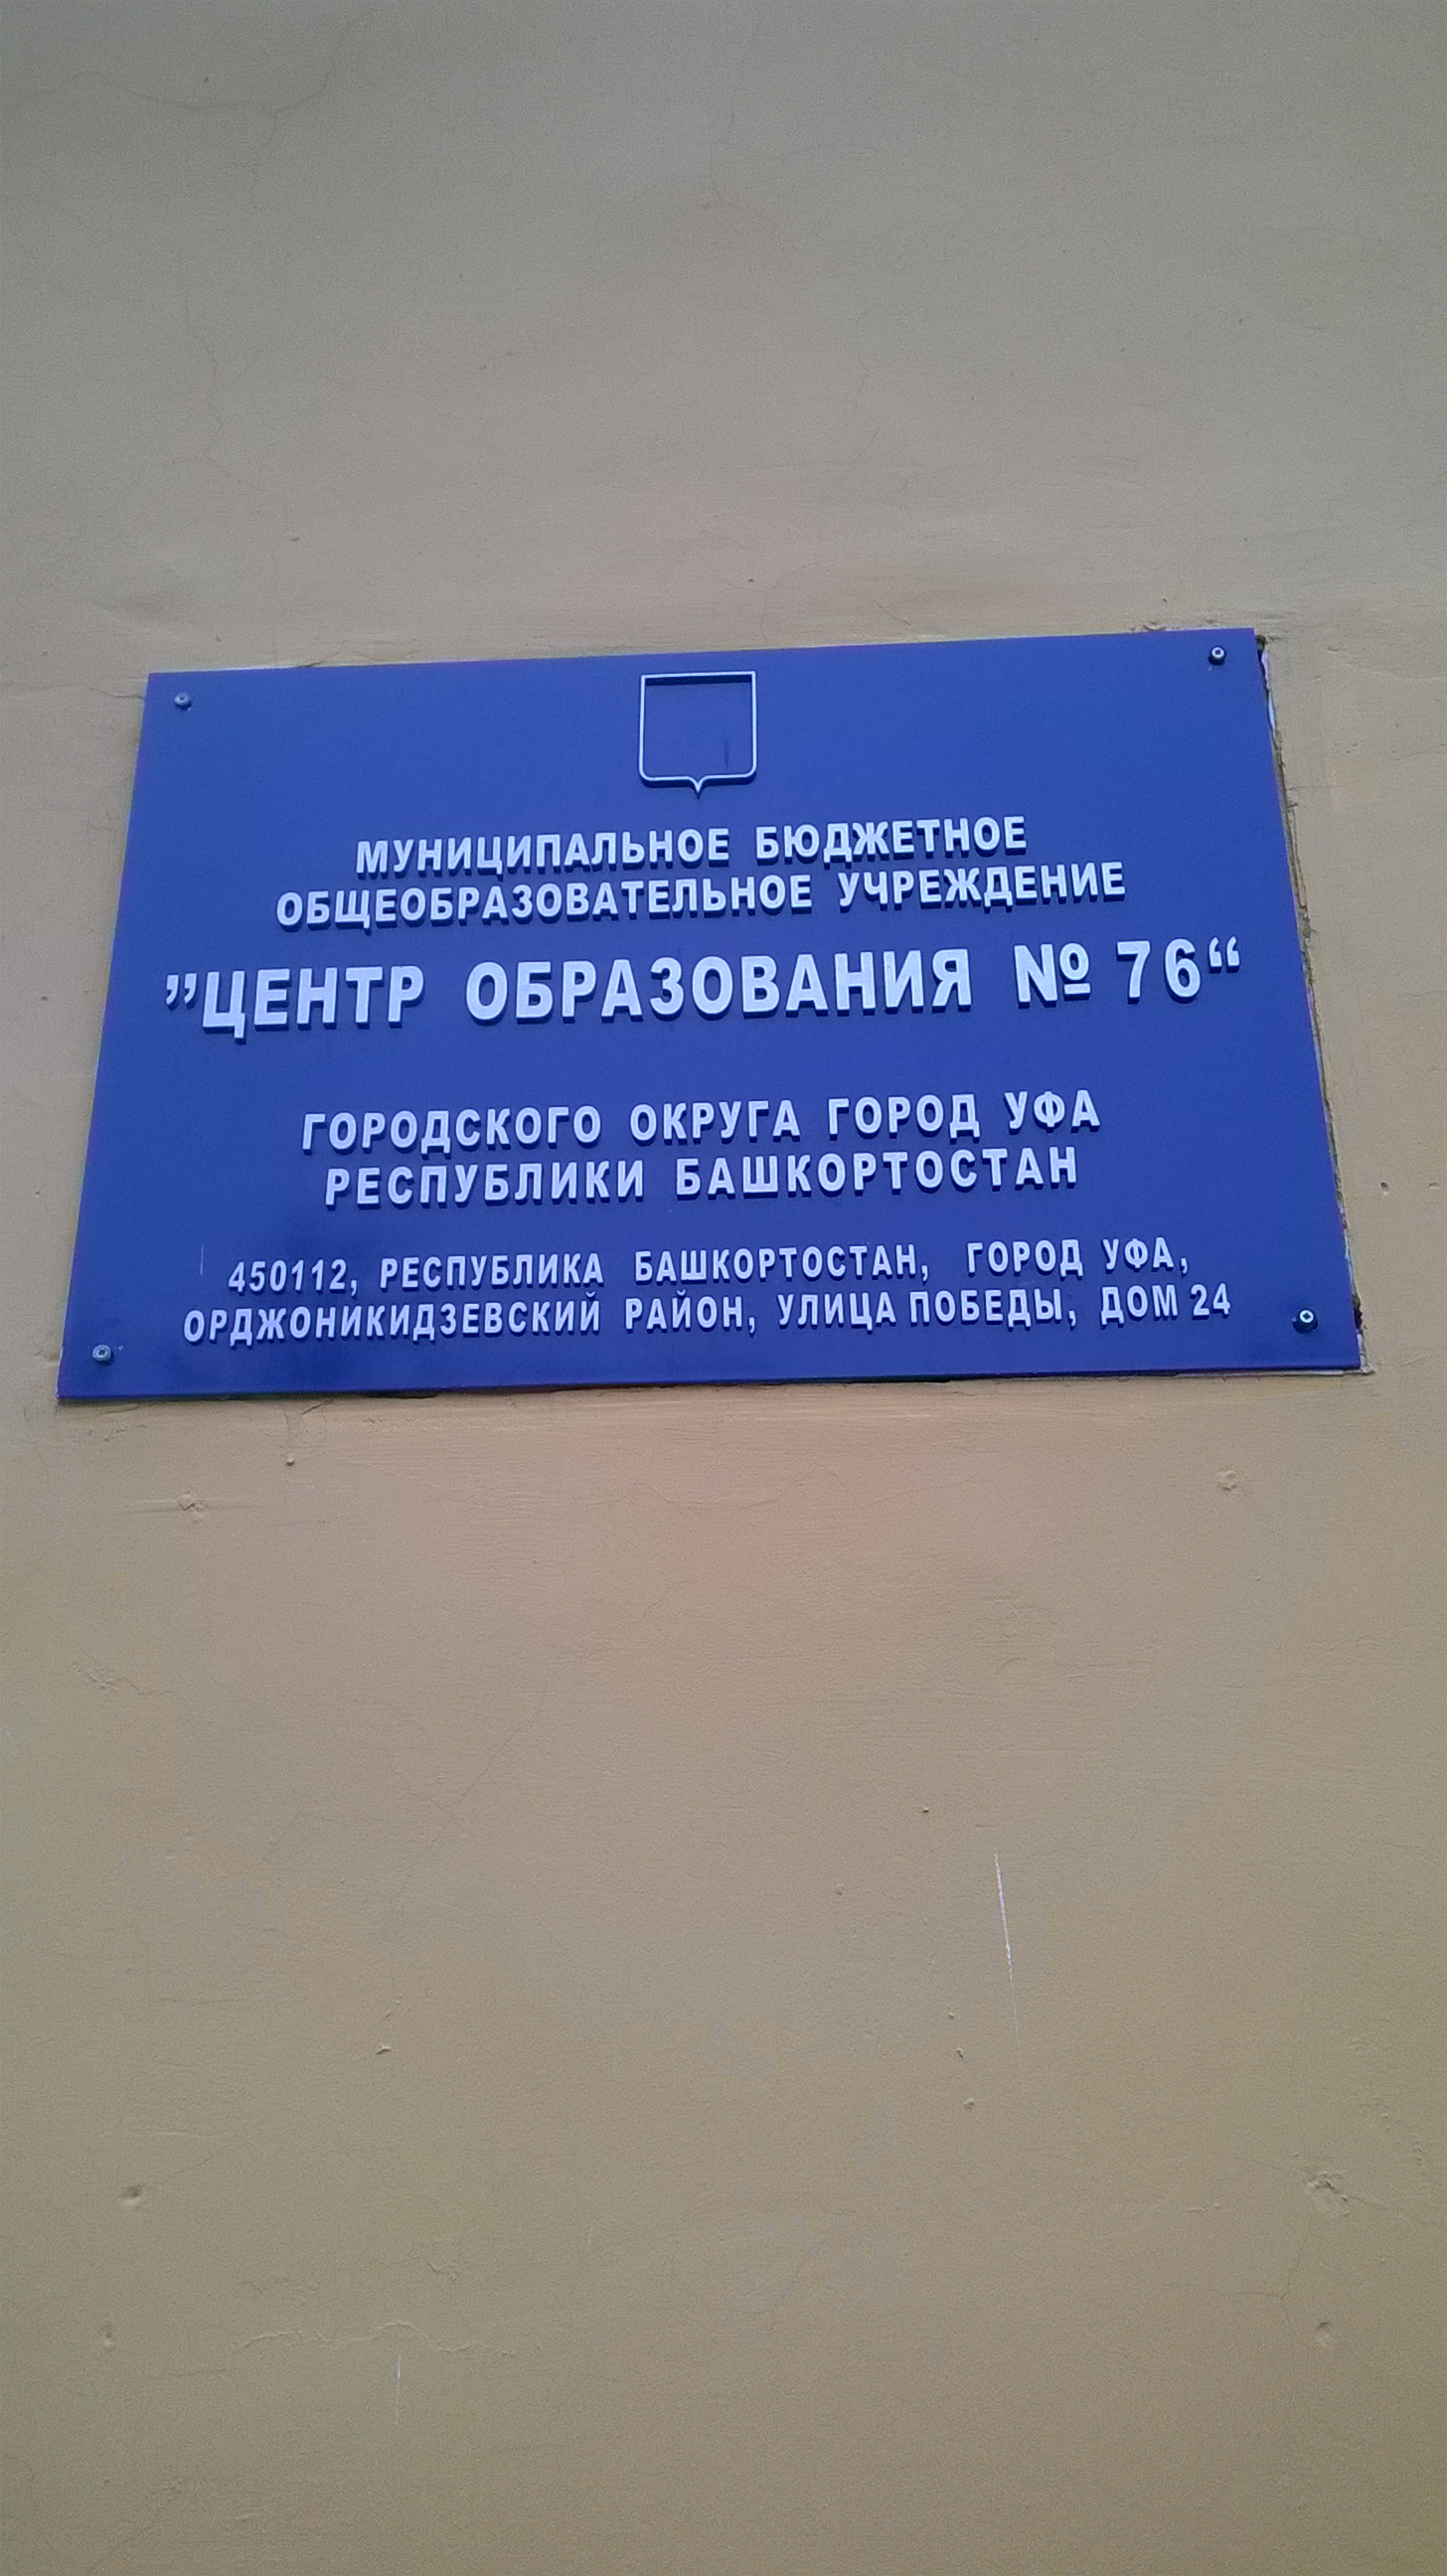 МУНИЦИПАЛЬНОЕ БЮДЖЕТНОЕ
ОБЩЕОБРАЗОВАТЕЛЬНОЕ УЧРЕЖДЕНИЕ
”ЦЕНТР ОБРАЗОВАНИЯ № 76“
ГОРОДСКОГО ОКРУГА ГОРОД УФА
РЕСПУБЛИКИ БАШКОРТОСТАН
450112, РЕСПУБЛИКА БАШКОРТОСТАН, ГОРОД УФА,
ОРДЖОНИКИДЗЕВСКИЙ РАЙОН, УЛИЦА ПОБЕДЫ, ДОМ 24